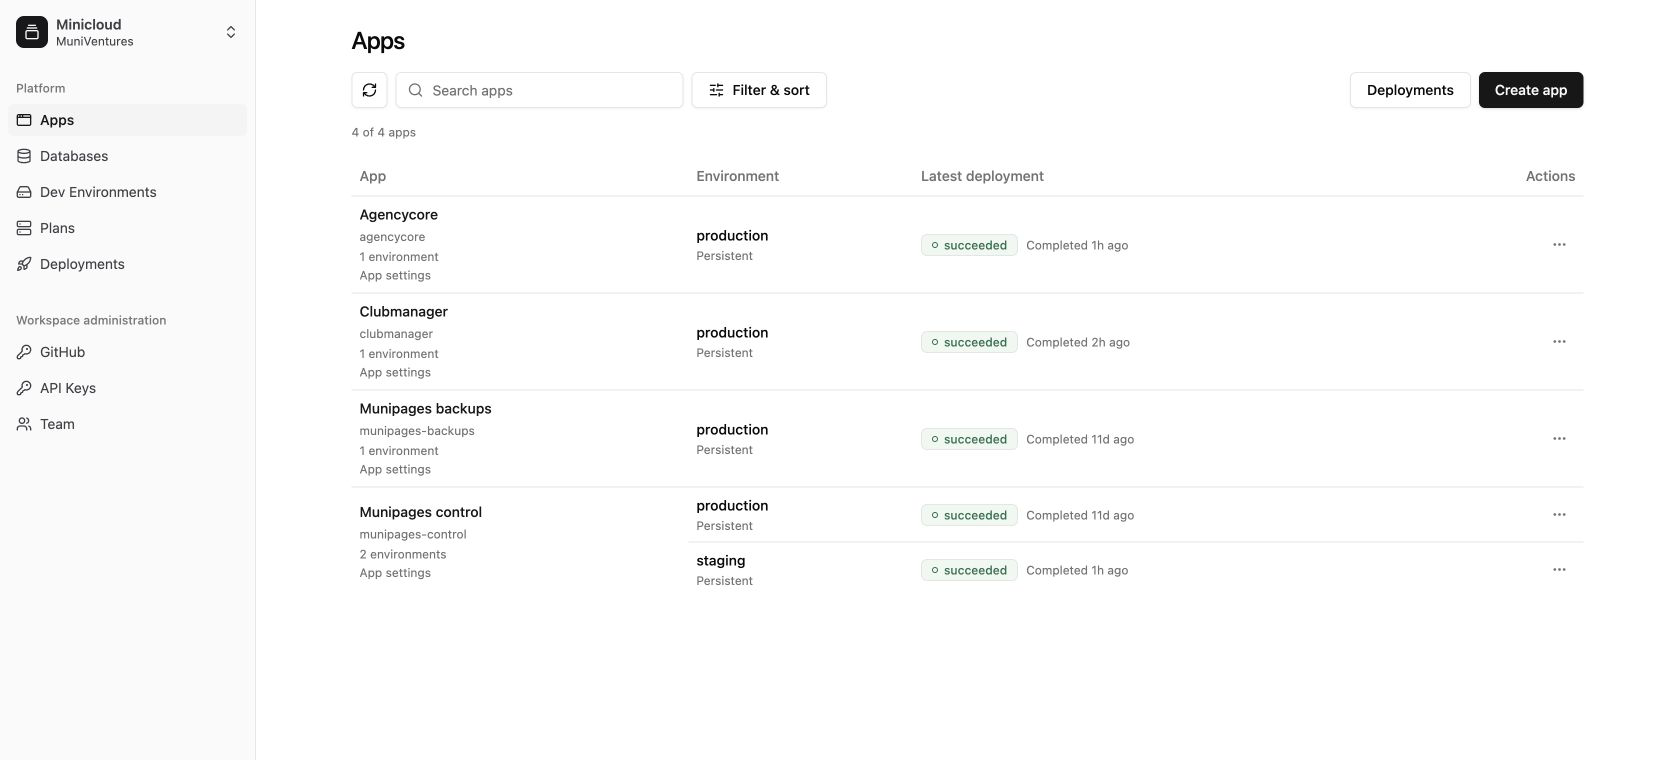 Minicloud
MuniVentures
Platform
Apps
Databases
Dev Environments
Plans
Deployments
Workspace administration
GitHub
API Keys
Team
Apps
Search apps
Filter & sort
Deployments
Create app
4 of 4 apps
App Environment Latest deployment Actions
Agencycore
agencycore
1 environment
App settings
production
Persistent
succeeded Completed 1h ago
Clubmanager
clubmanager
1 environment
App settings
production
Persistent
succeeded Completed 2h ago
Munipages backups
munipages-backups
1 environment
App settings
production
Persistent
succeeded Completed 11d ago
Munipages control
munipages-control
2 environments
App settings
production
Persistent
succeeded Completed 11d ago
staging
Persistent
succeeded Completed 1h ago